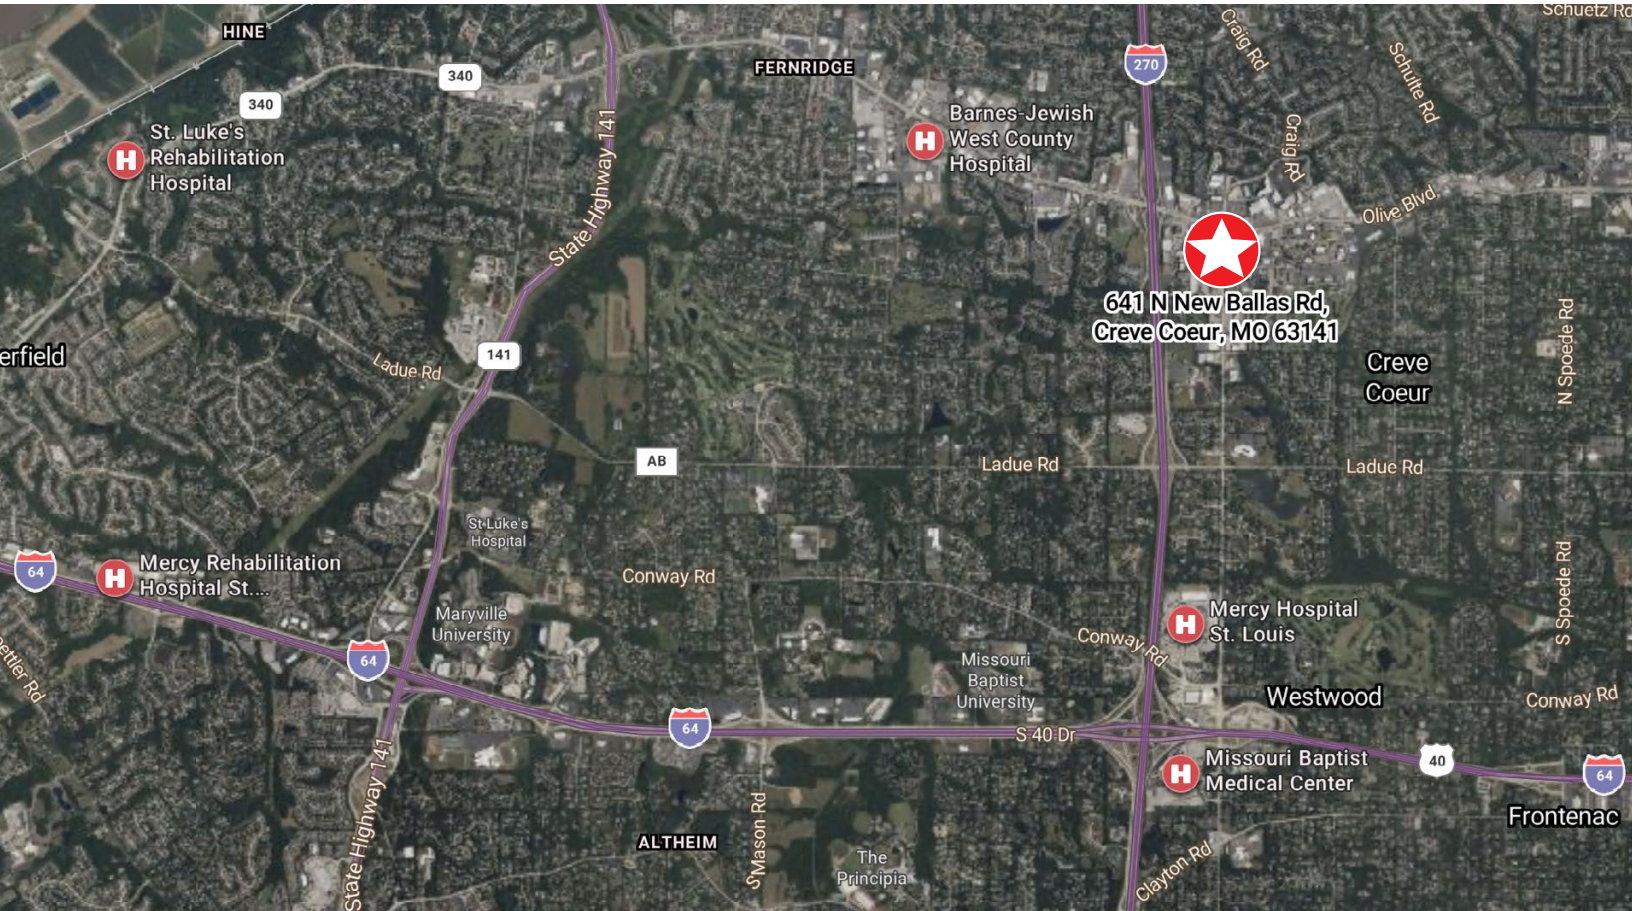 Schuetz Rd
HINE
Craig Rd
340
FERNRIDGE
270
Schulte Rd
340
Barnes-Jewish
West County
Hospital
St. Luke's
Rehabilitation
Hospital
State Highway 141
Craig Rd
Olive Blvd
641 N New Ballas Rd,
Creve Coeur, MO 63141
erfield
141
Ladue Rd
Creve
Coeur
N Spoede Rd
AB
Ladue Rd
Ladue Rd
St Luke's
Hospital
64
Mercy Rehabilitation
Hospital St....
Conway Rd
S Spoede Rd
Maryville
University
Mercy Hospital
St. Louis
Conway Rd
64
ettler Rd
Missouri
Baptist
University
Westwood
Conway Rd
64
S 40 Dr
40
Missouri Baptist
Medical Center
64
State Highway 141
S Mason Rd
Frontenac
ALTHEIM
The
Principia
Clayton Rd